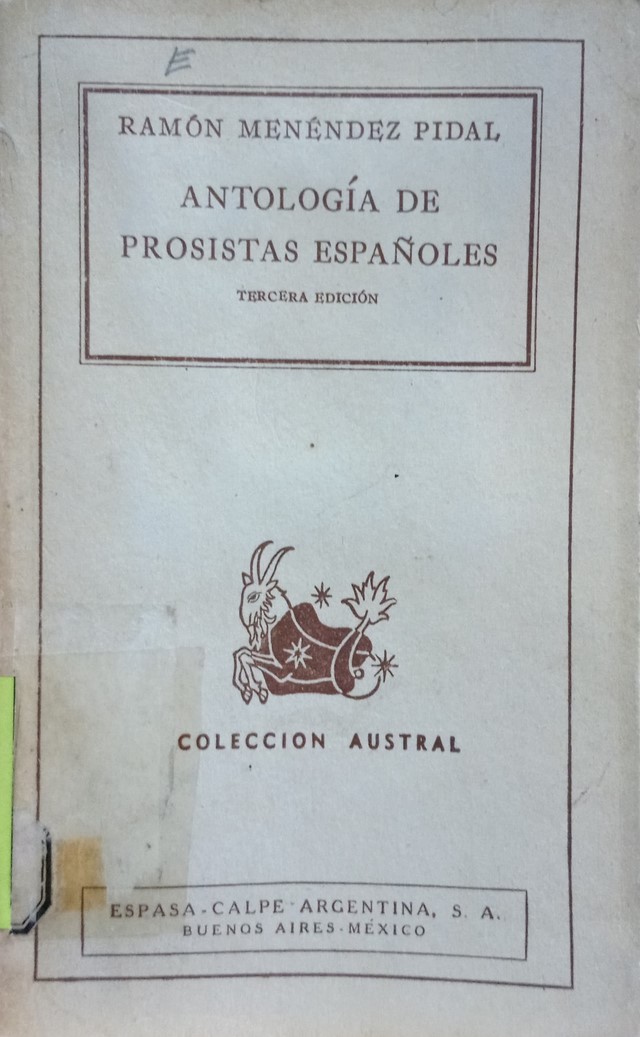 E
RAMÓN MENÉNDEZ PIDAL
ANTOLOGÍA DE
PROSISTAS ESPAÑOLES
TERCERA EDICIÓN
COLECCION AUSTRAL
ESPASA-CALPE ARGENTINA, S. A.
BUENOS AIRES-MÉXICO